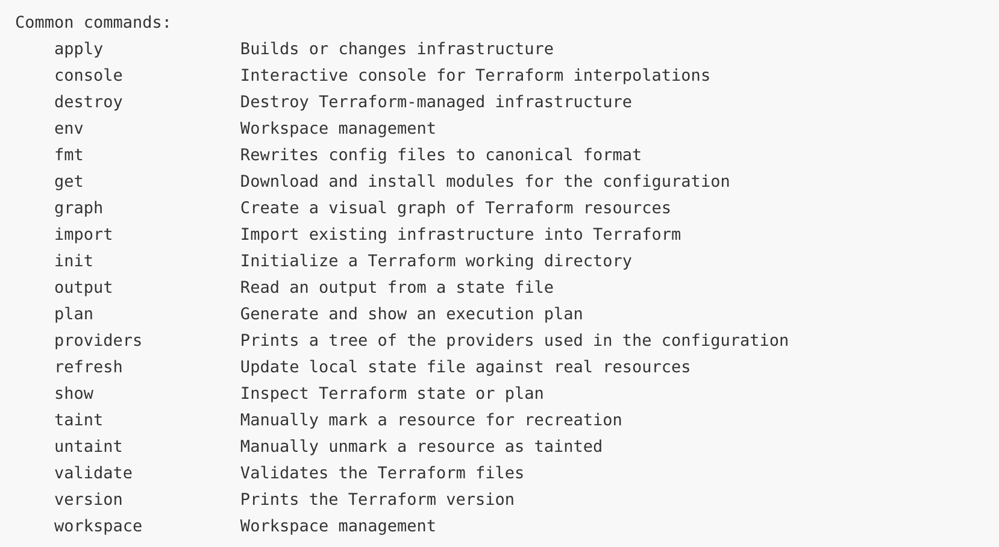 Common commands:
    apply              Builds or changes infrastructure
    console            Interactive console for Terraform interpolations
    destroy            Destroy Terraform-managed infrastructure
    env                Workspace management
    fmt                Rewrites config files to canonical format
    get                Download and install modules for the configuration
    graph              Create a visual graph of Terraform resources
    import             Import existing infrastructure into Terraform
    init               Initialize a Terraform working directory
    output             Read an output from a state file
    plan               Generate and show an execution plan
    providers          Prints a tree of the providers used in the configuration
    refresh            Update local state file against real resources
    show               Inspect Terraform state or plan
    taint              Manually mark a resource for recreation
    untaint            Manually unmark a resource as tainted
    validate           Validates the Terraform files
    version            Prints the Terraform version
    workspace          Workspace management